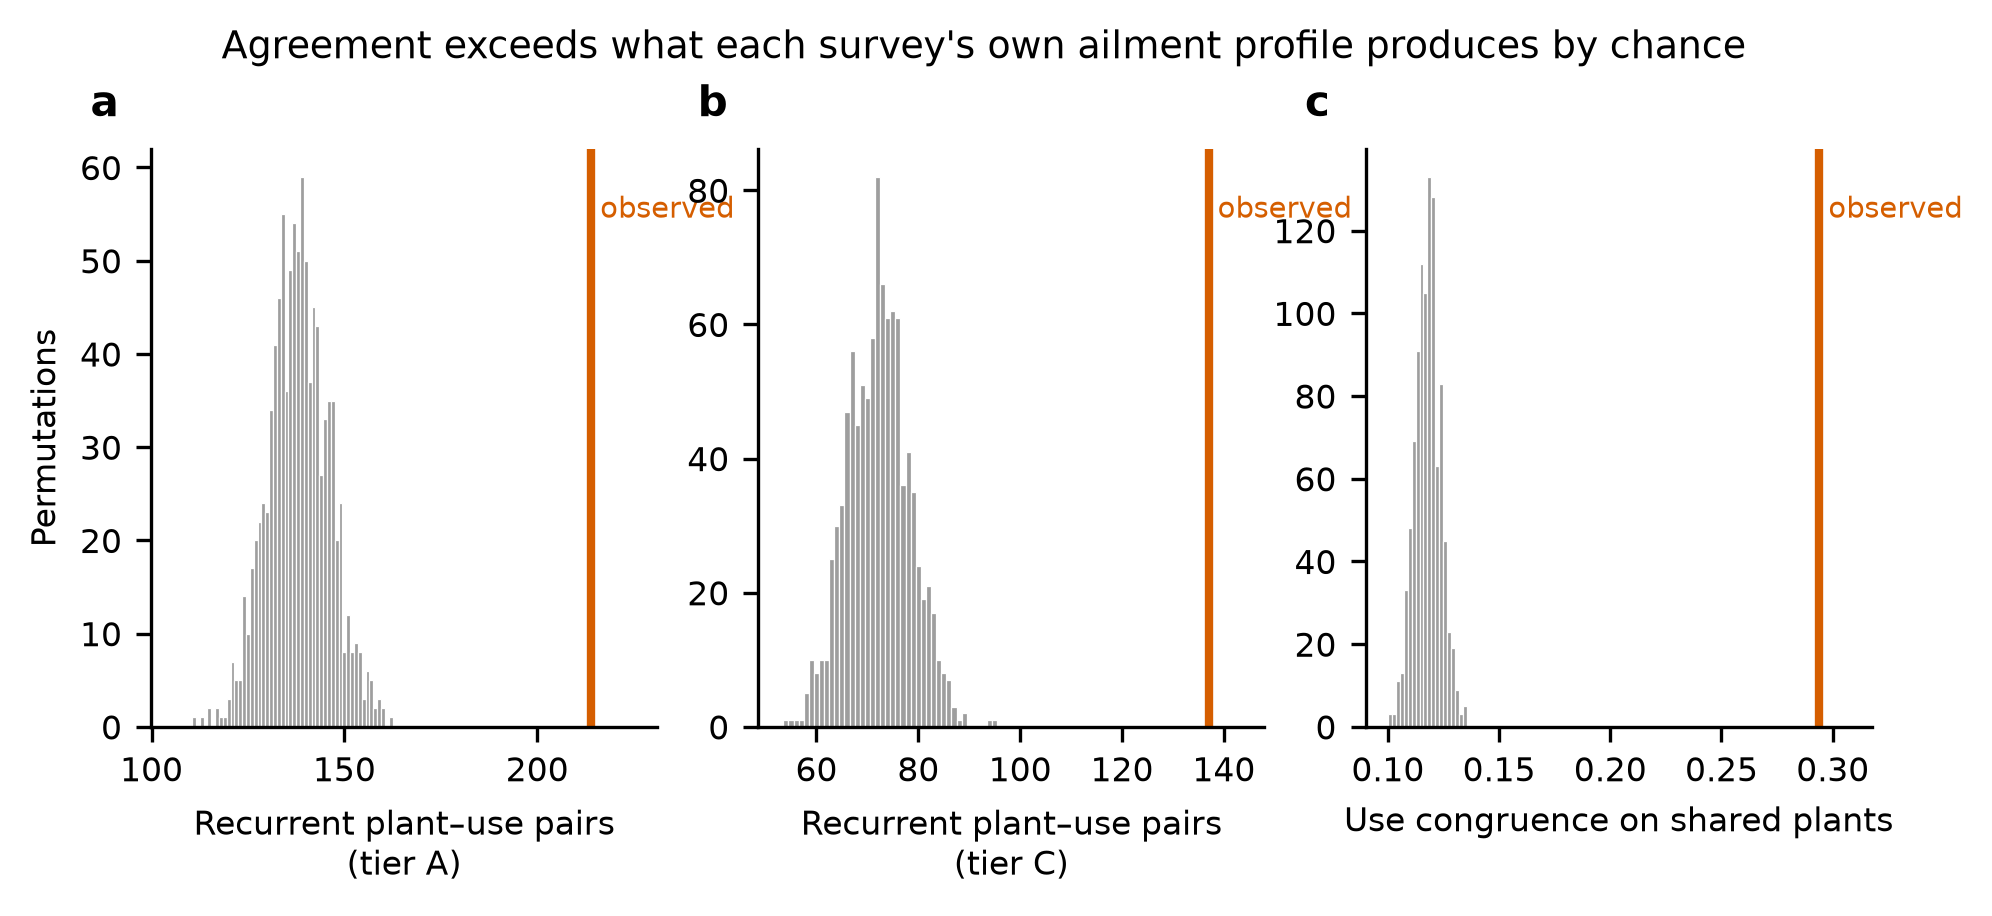 Agreement exceeds what each survey's own ailment profile produces by chance
a
Permutations
60
50
40
30
20
10
0
100 150 200
observed
Recurrent plant–use pairs
(tier A)
b
80
60
40
20
0
60 80 100 120 140
observed
Recurrent plant–use pairs
(tier C)
c
120
100
80
60
40
20
0
0.10 0.15 0.20 0.25 0.30
observed
Use congruence on shared plants